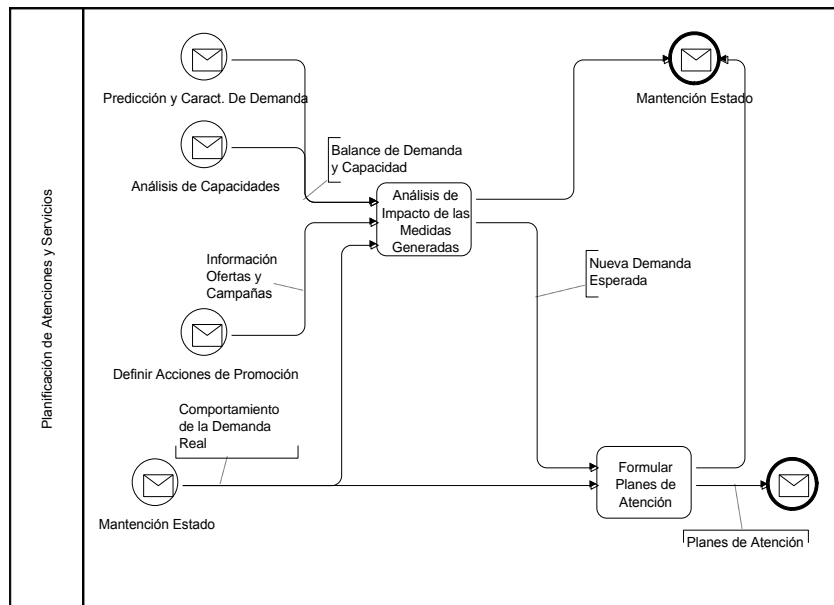 Planificación de Atenciones y Servicios
Predicción y Caract. De Demanda
Mantención Estado
Balance de Demanda
y Capacidad
Análisis de Capacidades
Análisis de
Impacto de las
Medidas
Generadas
Información
Ofertas y
Campañas
Nueva Demanda
Esperada
Definir Acciones de Promoción
Comportamiento
de la Demanda
Real
Formular
Planes de
Atención
Mantención Estado
Planes de Atención